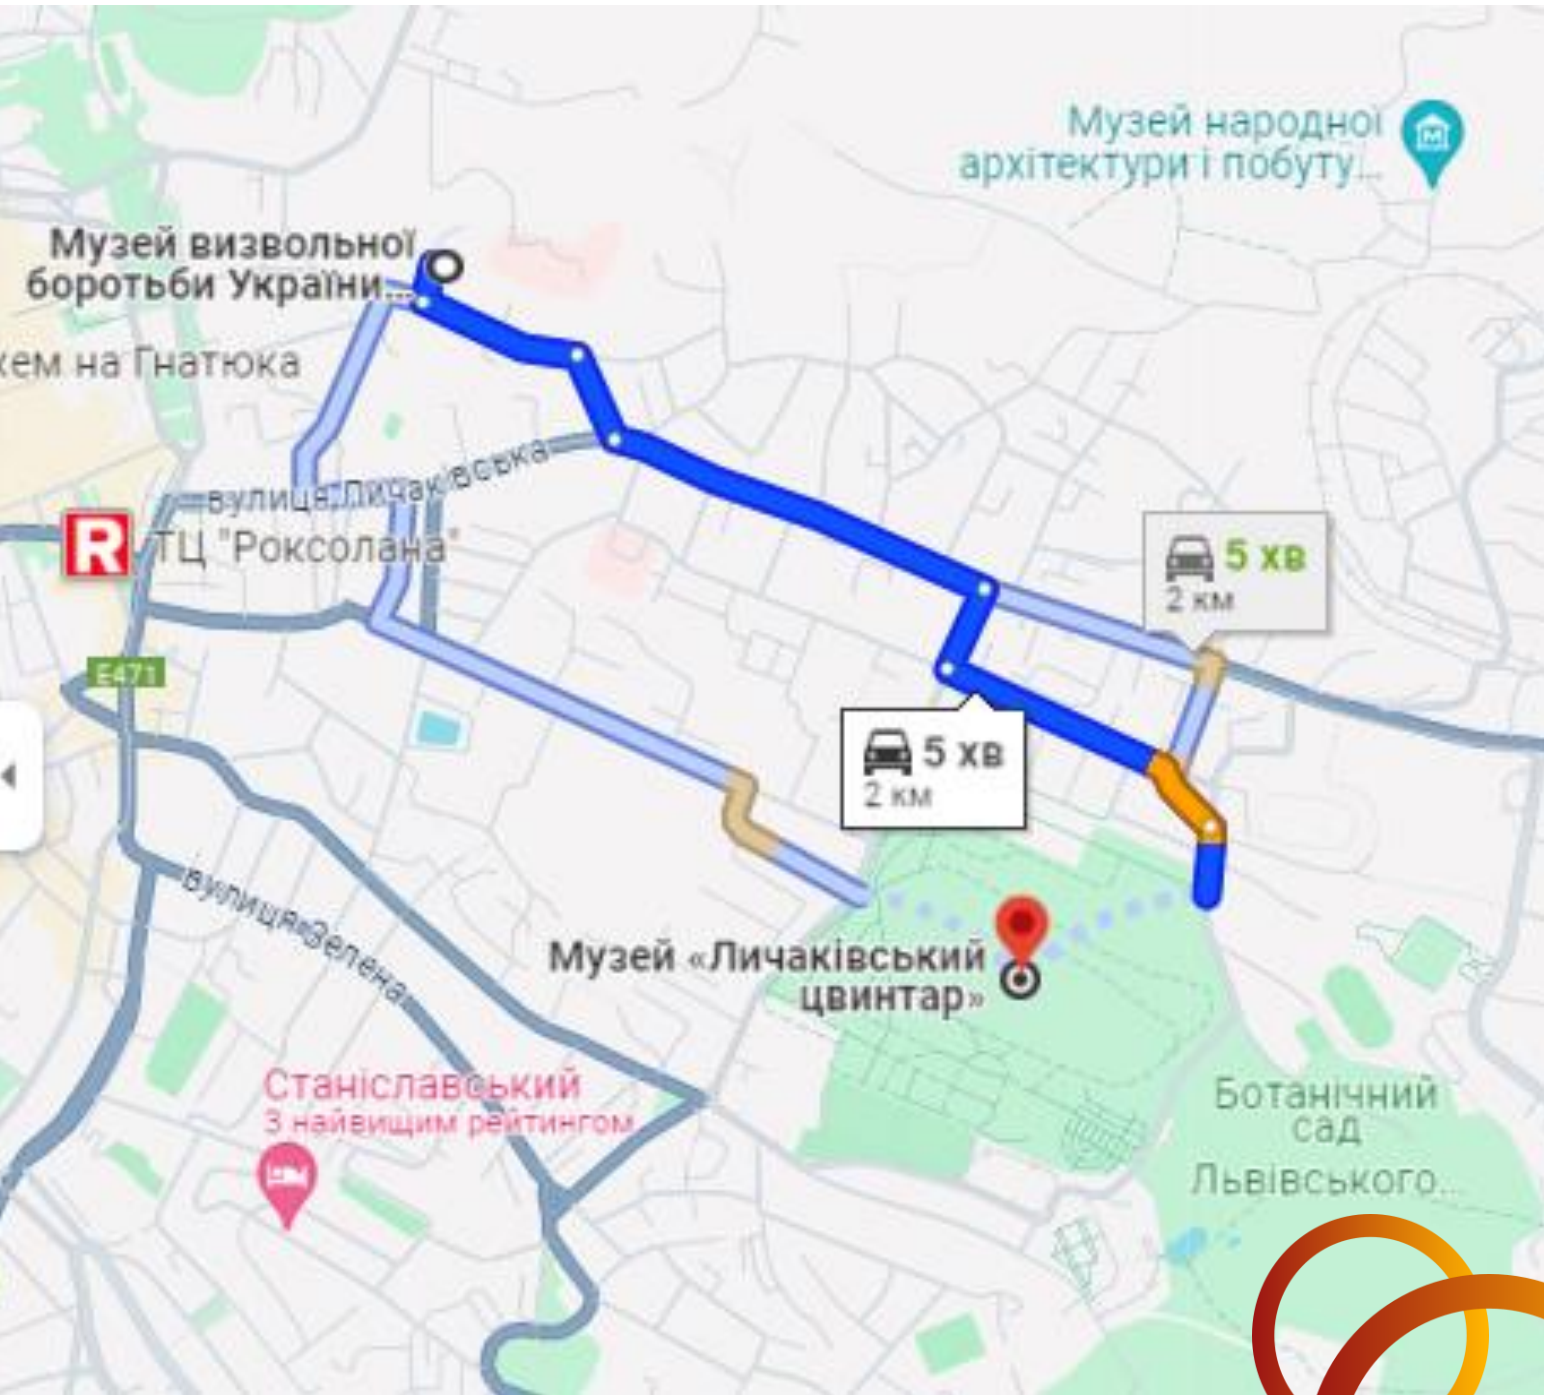 Музей народної
архітектури і побуту...
Музей визвольної
боротьби України...
хем на Гнатюка
вулиця Личаківська
R
ТЦ "Роксолана"
5 хв
2 км
E471
5 хв
2 км
вулиця Зелена
Музей «Личаківський
цвинтар»
Станіславський
З найвищим рейтингом
Ботанічний
сад
Львівського...